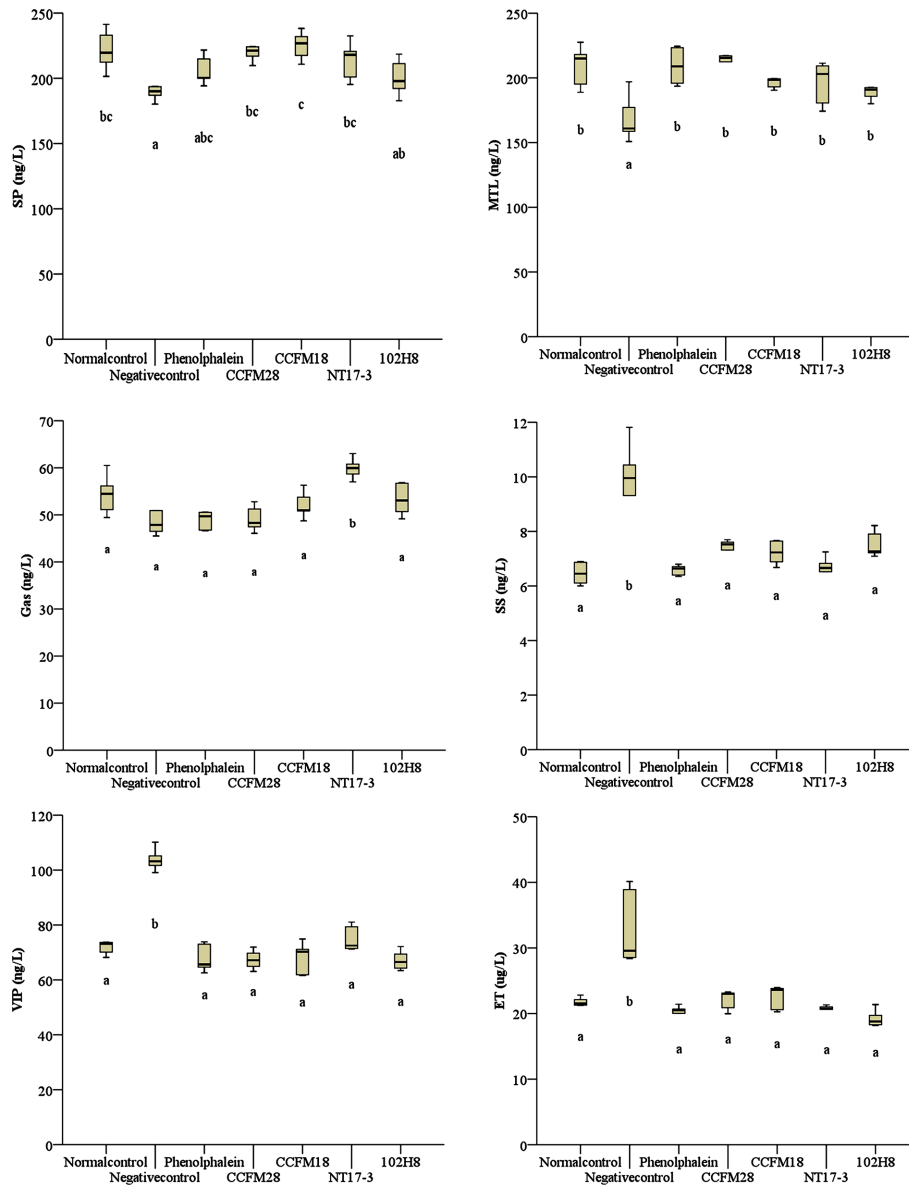 250
200
150
100
50
0
SP (ng/L)
bc
a
abc
bc
c
bc
ab
Normalcontrol Phenolphalein CCFM18 102H8
Negativecontrol CCFM28 NT17-3
250
200
150
100
50
0
MTL (ng/L)
b
a
b
b
b
b
b
Normalcontrol Phenolphalein CCFM18 102H8
Negativecontrol CCFM28 NT17-3
70
60
50
40
30
20
10
0
Gas (ng/L)
a
a
a
a
a
b
a
Normalcontrol Phenolphalein CCFM18 102H8
Negativecontrol CCFM28 NT17-3
12
10
8
6
4
2
0
SS (ng/L)
a
b
a
a
a
a
a
Normalcontrol Phenolphalein CCFM18 102H8
Negativecontrol CCFM28 NT17-3
120
100
80
60
40
20
0
VIP (ng/L)
a
b
a
a
a
a
a
Normalcontrol Phenolphalein CCFM18 102H8
Negativecontrol CCFM28 NT17-3
50
40
30
20
10
0
ET (ug/L)
a
b
a
a
a
a
a
Normalcontrol Phenolphalein CCFM18 102H8
Negativecontrol CCFM28 NT17-3